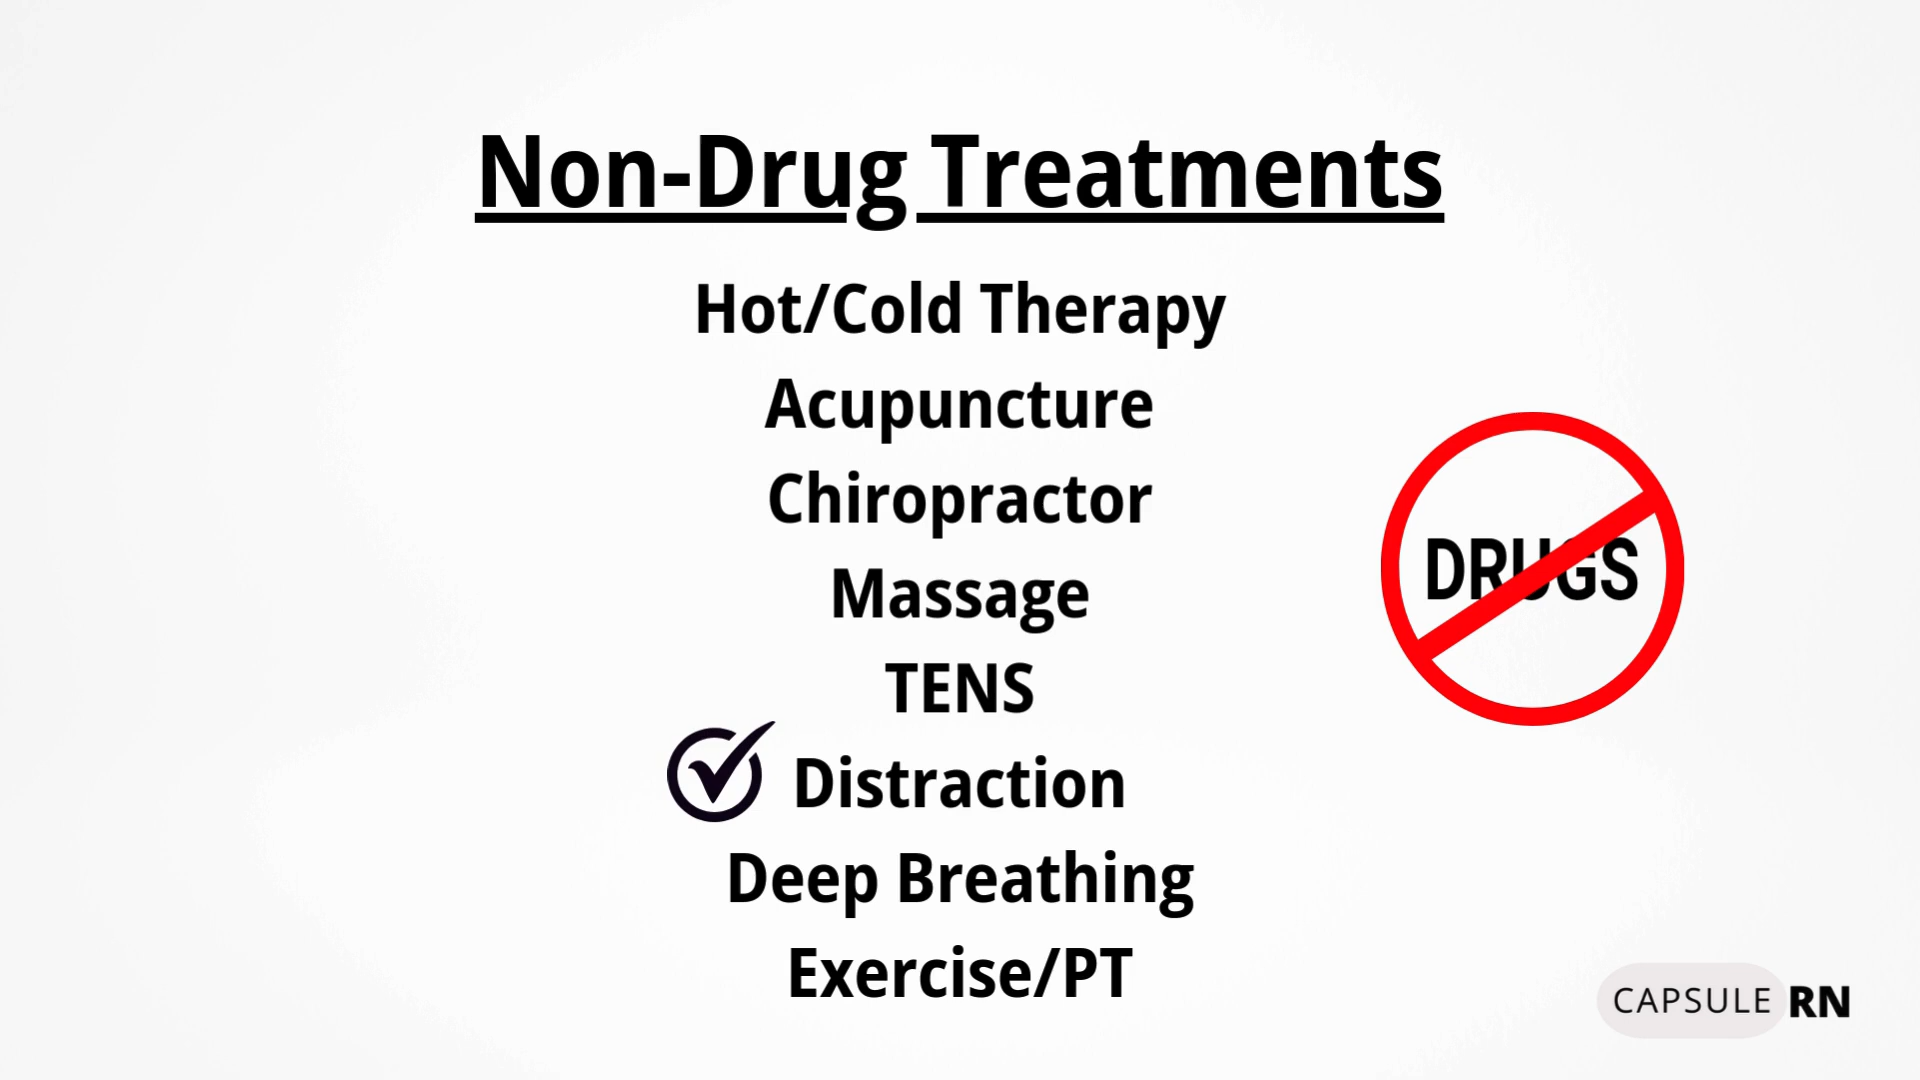 Non-Drug Treatments
Hot/Cold Therapy
Acupuncture
Chiropractor
Massage
TENS
Distraction
Deep Breathing
Exercise/PT
DRUGS
CAPSULE RN